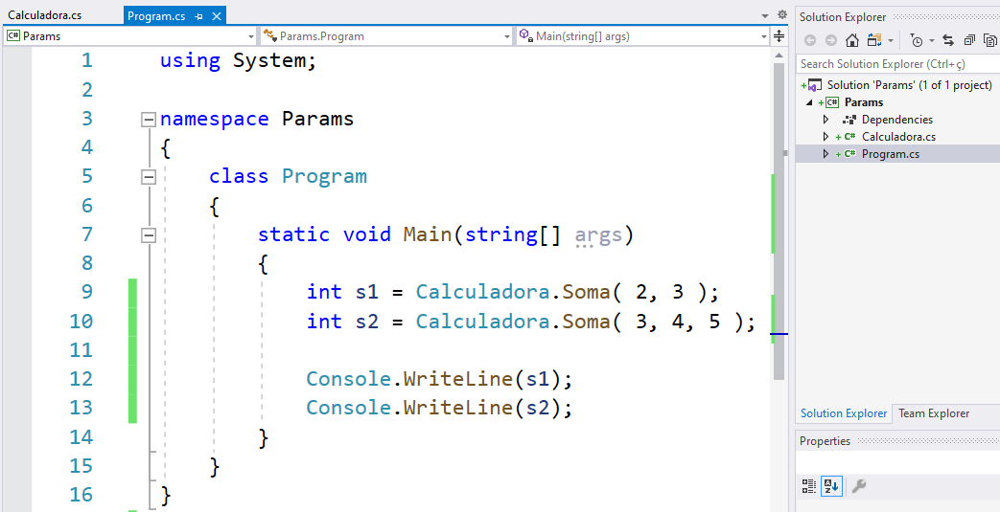 Calculadora.cs
Program.cs
Params
Params.Program
Main(string[] args)
1 using System;
2
3 namespace Params
4 {
5 class Program
6 {
7 static void Main(string[] args)
8 {
9 int s1 = Calculadora.Soma( 2, 3 );
10 int s2 = Calculadora.Soma( 3, 4, 5 );
11
12 Console.WriteLine(s1);
13 Console.WriteLine(s2);
14 }
15 }
16 }
Solution Explorer
Search Solution Explorer (Ctrl+ç)
Solution 'Params' (1 of 1 project)
C# Params
Dependencies
C# Calculadora.cs
C# Program.cs
Solution Explorer Team Explorer
Properties